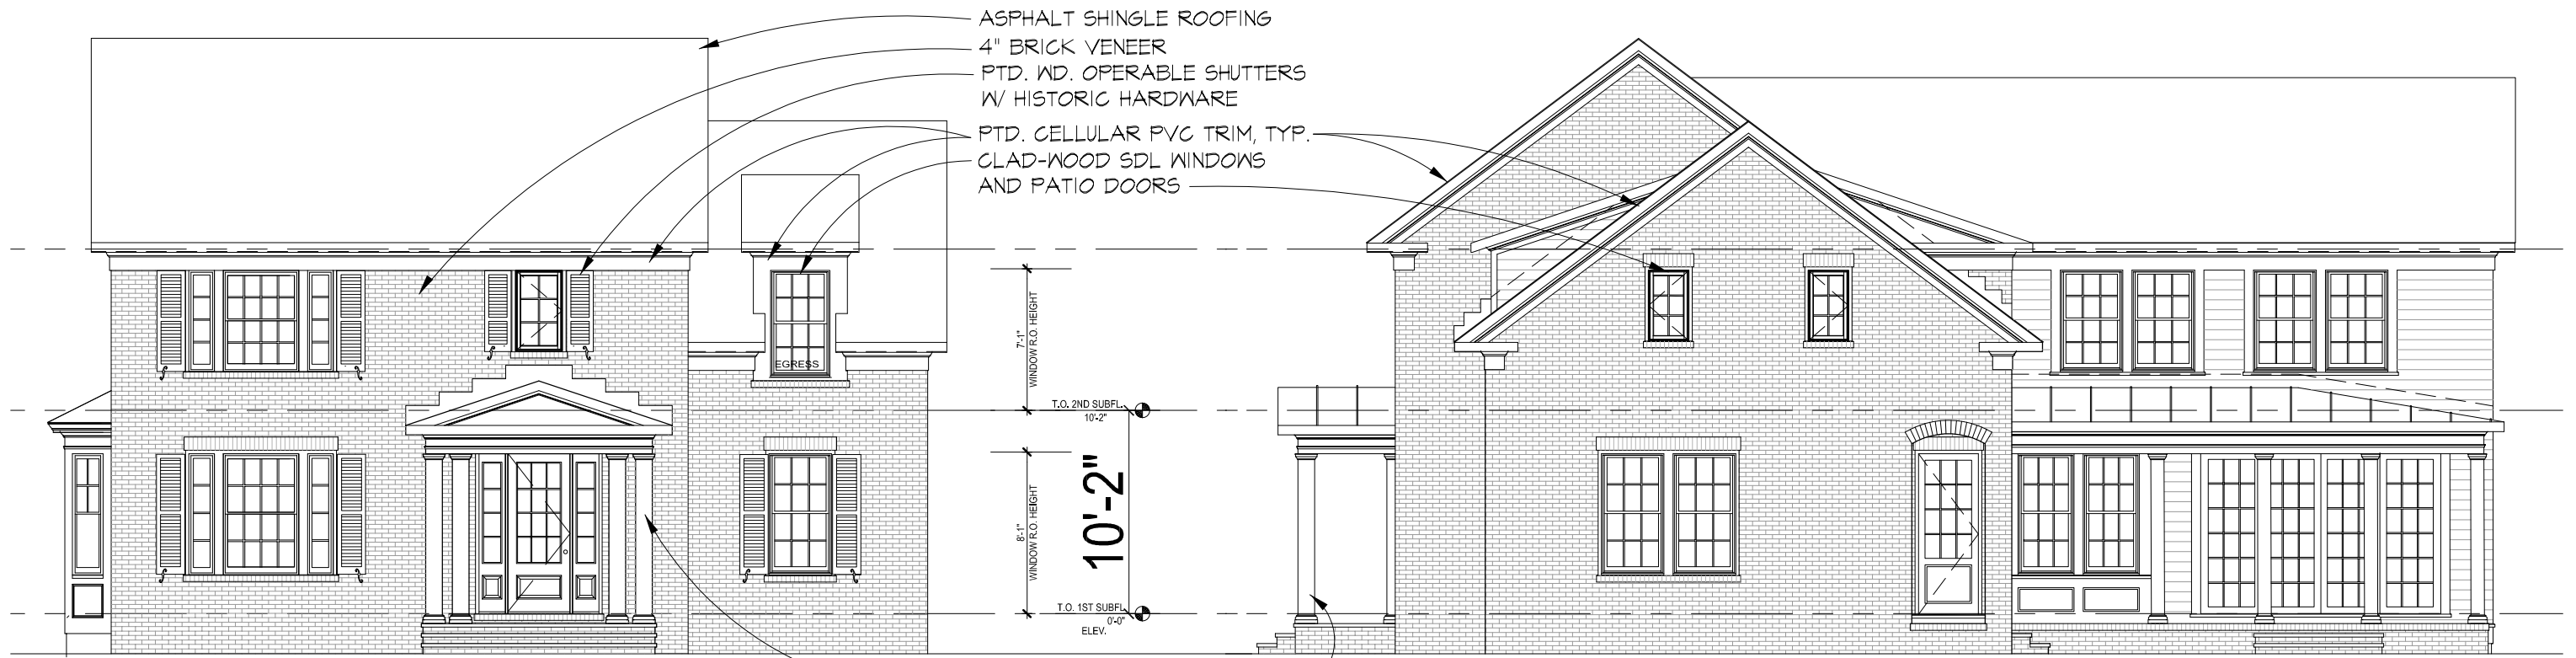 ASPHALT SHINGLE ROOFING
4" BRICK VENEER
PTD. WD. OPERABLE SHUTTERS
W/ HISTORIC HARDWARE
PTD. CELLULAR PVC TRIM, TYP.
CLAD-WOOD SDL WINDOWS
AND PATIO DOORS
EGRESS
7'-1"
WINDOW R.O. HEIGHT
T.O. 2ND SUBFL.
10'-2"
8'-1"
WINDOW R.O. HEIGHT
10'-2"
T.O. 1ST SUBFL.
0'-0"
ELEV.